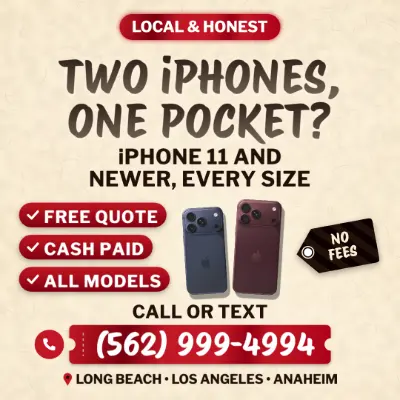 LOCAL & HONEST
TWO iPHONES,
ONE POCKET?
iPHONE 11 AND
NEWER, EVERY SIZE
FREE QUOTE
CASH PAID
ALL MODELS
NO
FEES
CALL OR TEXT
(562) 999-4994
LONG BEACH • LOS ANGELES • ANAHEIM